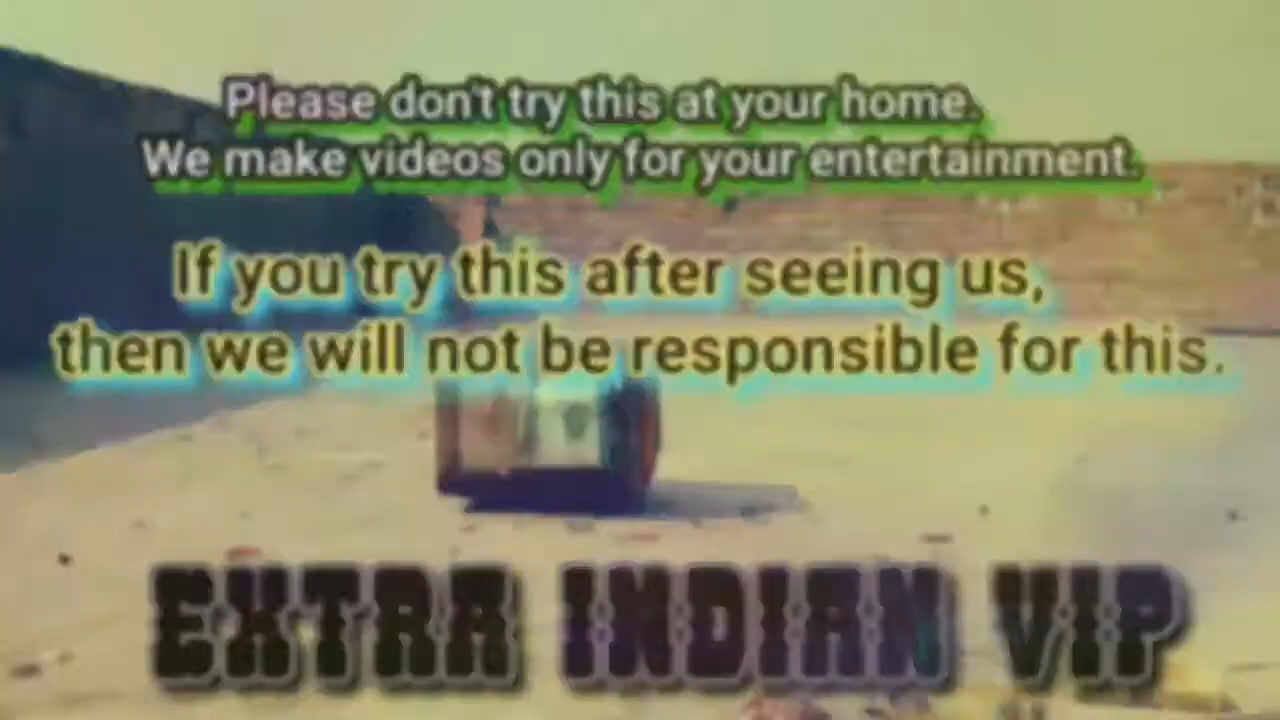 Please don't try this at your home.
We make videos only for your entertainment.
If you try this after seeing us,
then we will not be responsible for this.
EXTRA INDIAN VIP